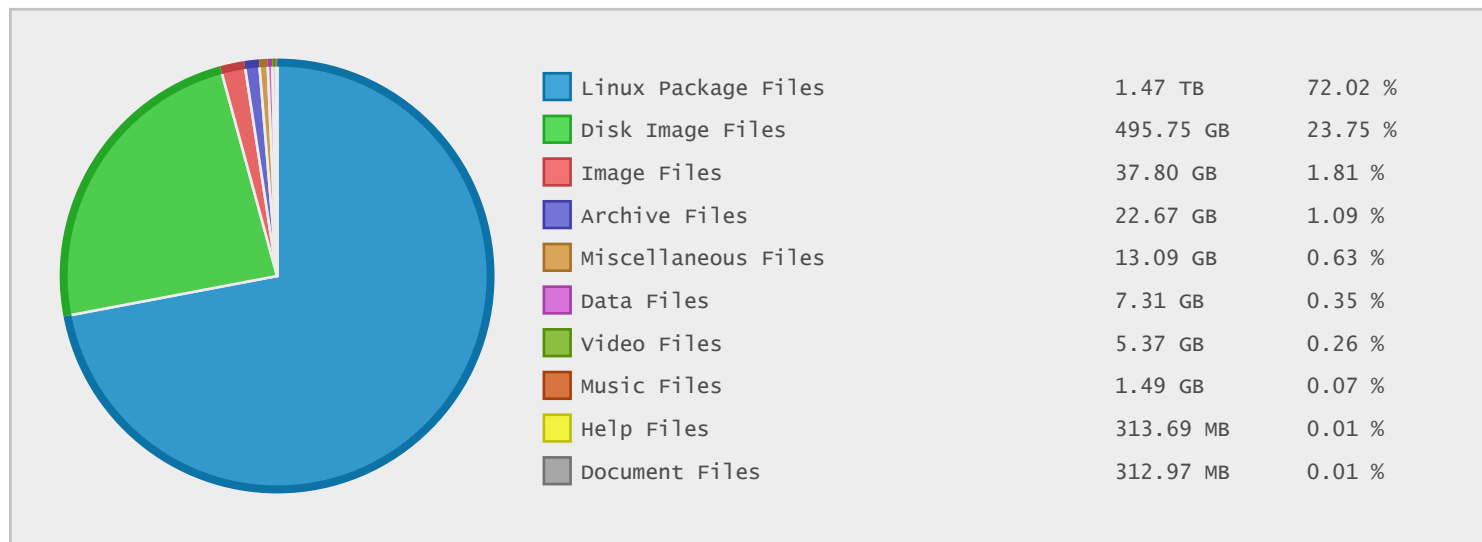 Linux Package Files 1.47 TB 72.02 %
Disk Image Files 495.75 GB 23.75 %
Image Files 37.80 GB 1.81 %
Archive Files 22.67 GB 1.09 %
Miscellaneous Files 13.09 GB 0.63 %
Data Files 7.31 GB 0.35 %
Video Files 5.37 GB 0.26 %
Music Files 1.49 GB 0.07 %
Help Files 313.69 MB 0.01 %
Document Files 312.97 MB 0.01 %